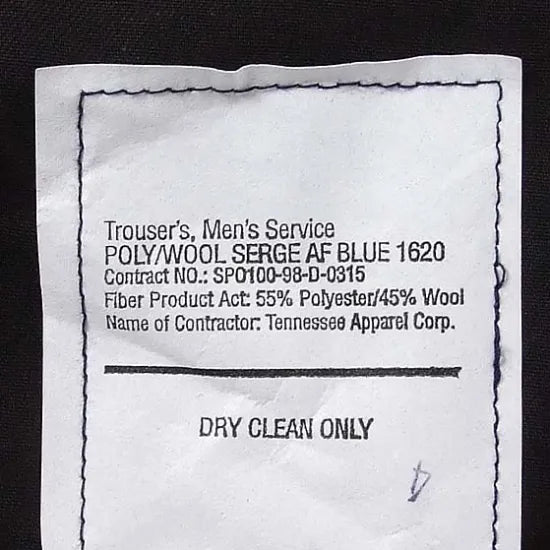 Trouser's, Men's Service
POLY/WOOL SERGE AF BLUE 1620
Contract NO.: SPO100-98-D-0315
Fiber Product Act: 55% Polyester/45% Wool
Name of Contractor: Tennessee Apparel Corp.
DRY CLEAN ONLY